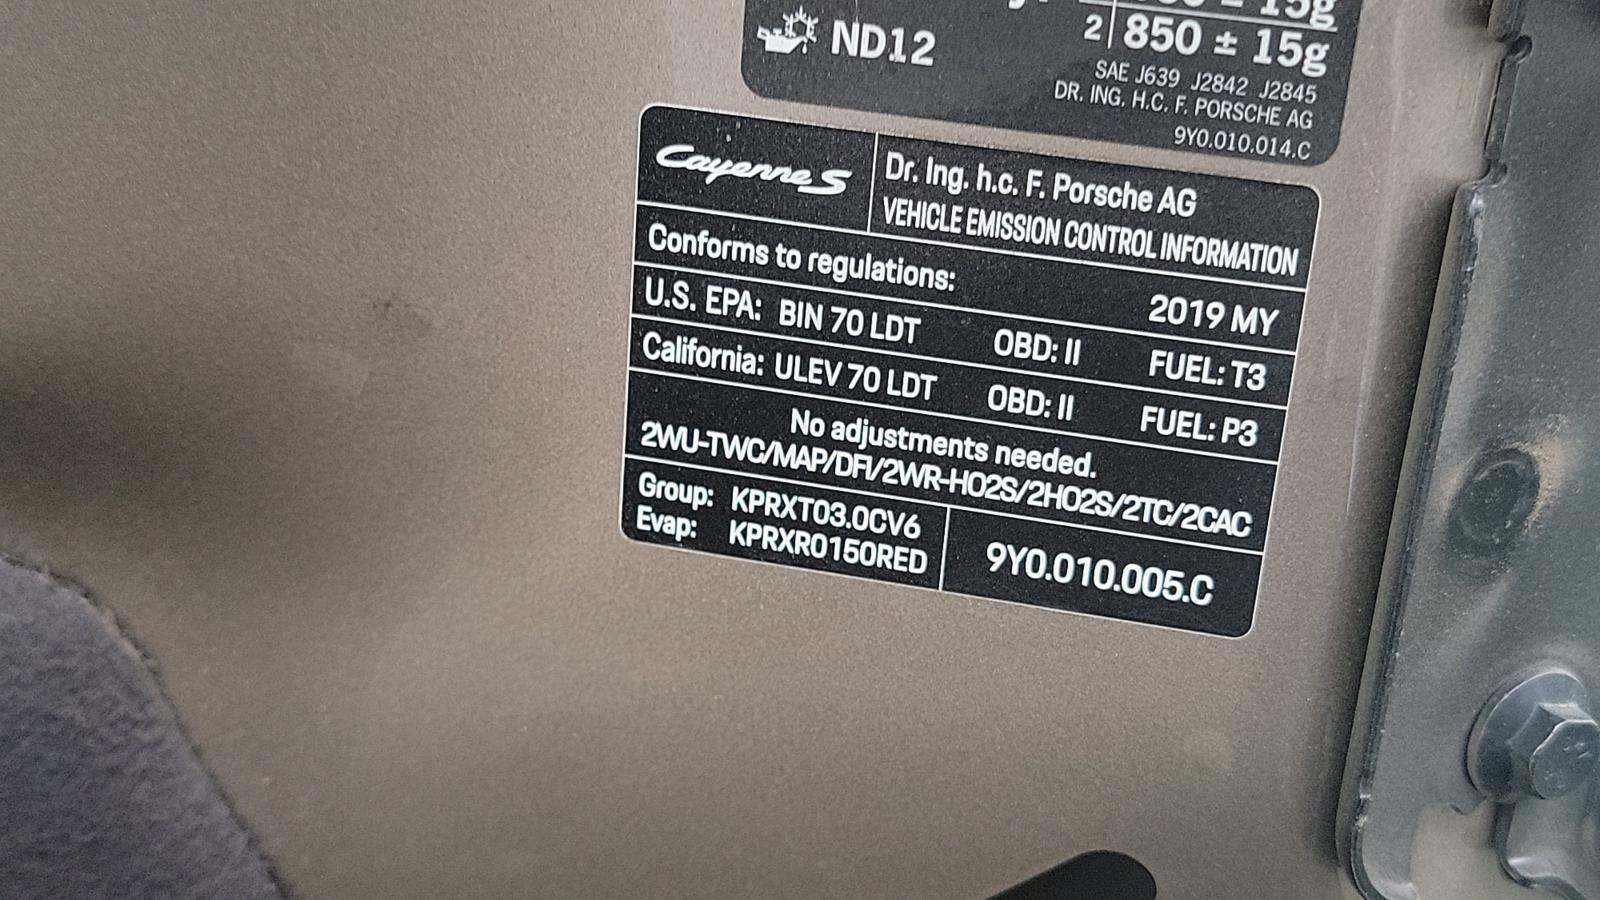 ± 15g
ND12
2 850 ± 15g
SAE J639 J2842 J2845
DR. ING. H.C. F. PORSCHE AG
9Y0.010.014.C
Cayenne S
Dr. Ing. h.c. F. Porsche AG
VEHICLE EMISSION CONTROL INFORMATION
Conforms to regulations:
2019 MY
U.S. EPA: BIN 70 LDT OBD: II FUEL: T3
California: ULEV 70 LDT OBD: II FUEL: P3
No adjustments needed.
2WU-TWC/MAP/DFI/2WR-HO2S/2HO2S/2TC/2CAC
Group: KPRXT03.0CV6
Evap: KPRXR0150RED
9Y0.010.005.C